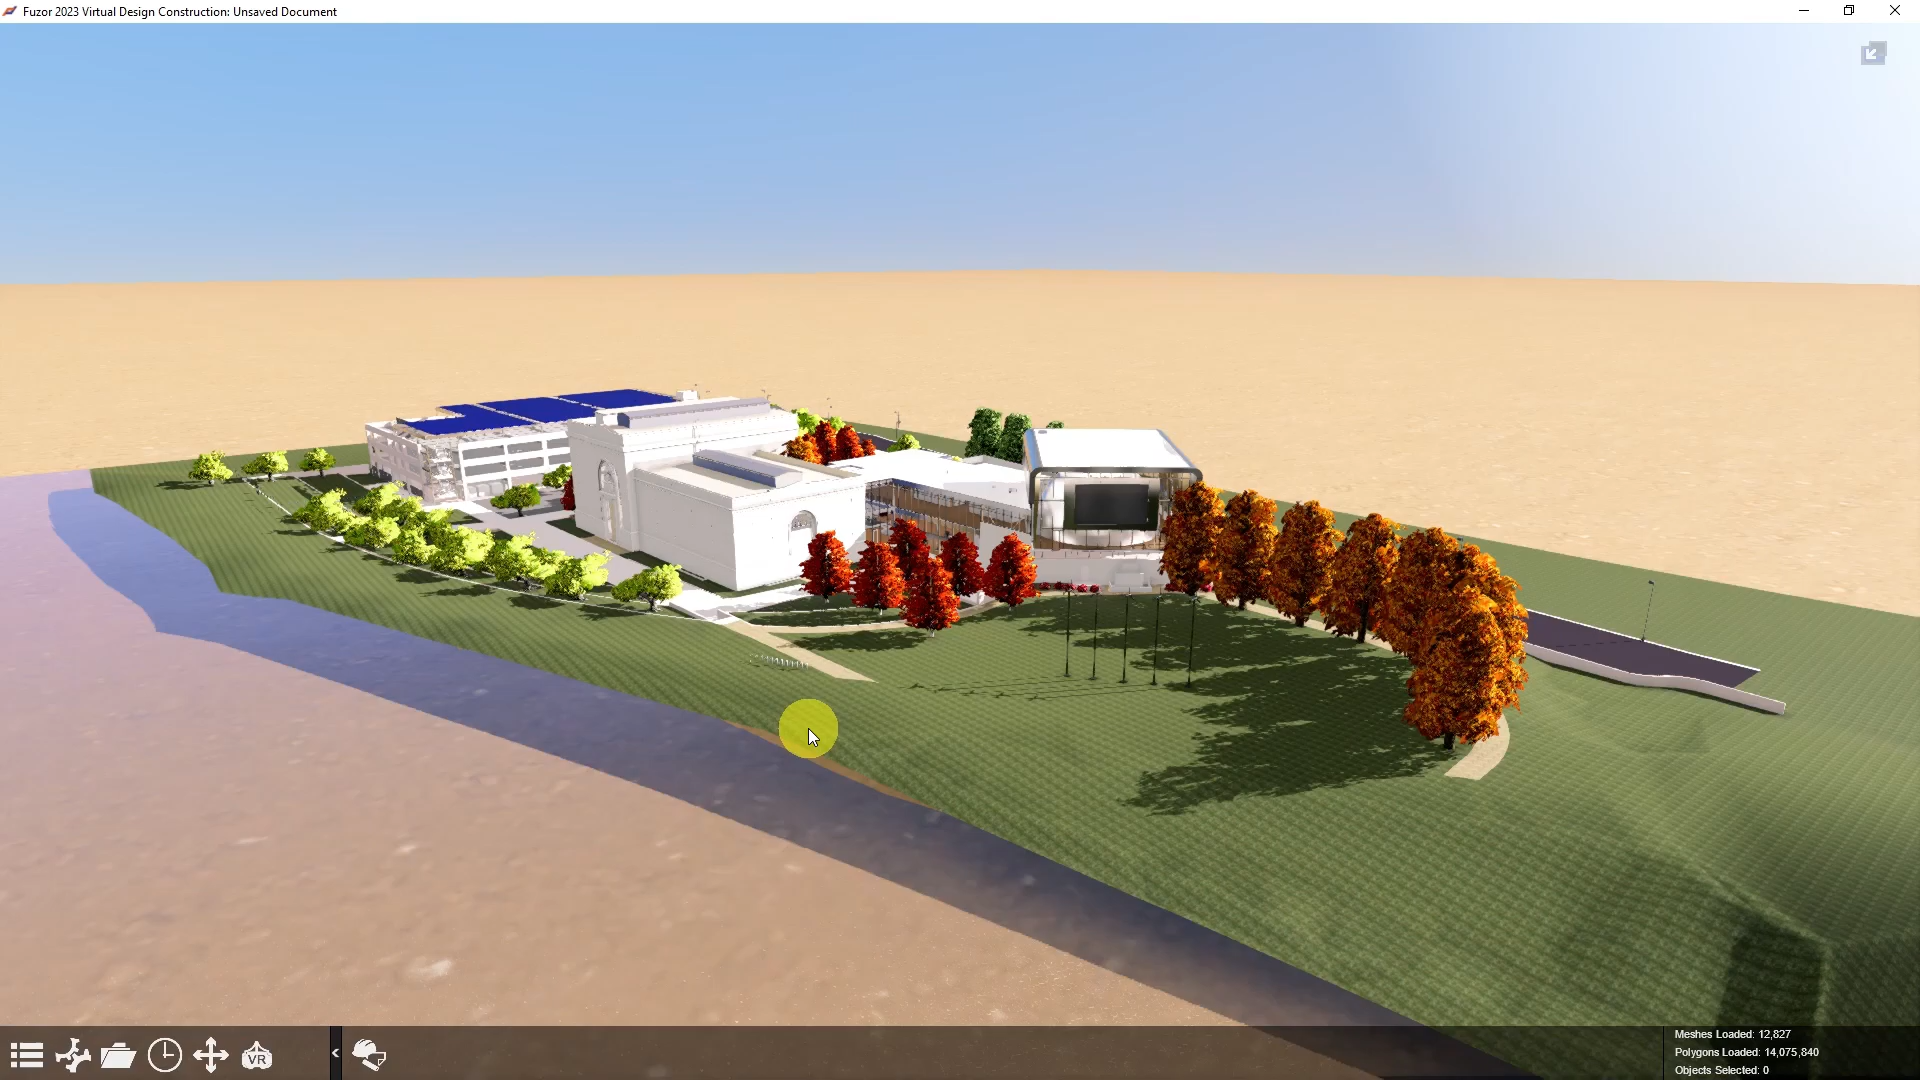 Fuzor 2023 Virtual Design Construction: Unsaved Document
VR
<
Meshes Loaded: 12,827
Polygons Loaded: 14,075,840
Objects Selected: 0